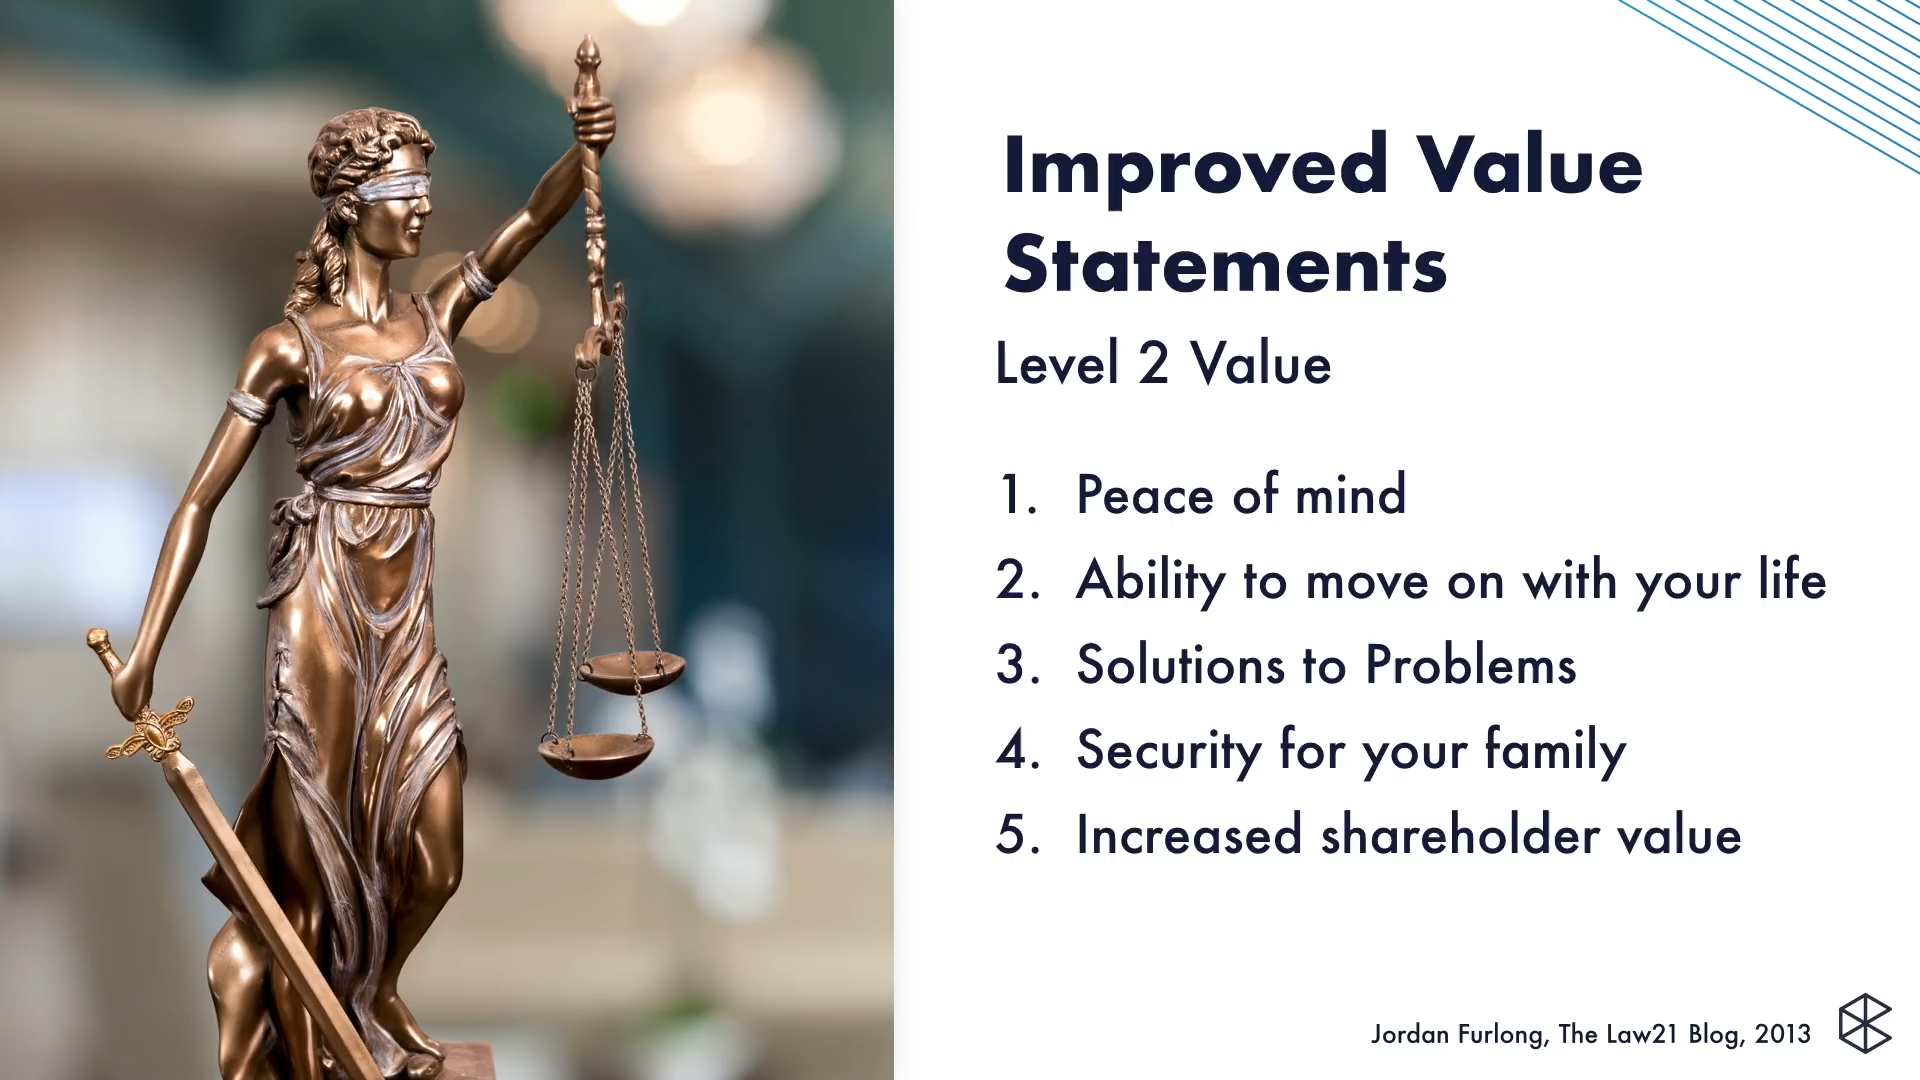 Improved Value
Statements
Level 2 Value
1. Peace of mind
2. Ability to move on with your life
3. Solutions to Problems
4. Security for your family
5. Increased shareholder value
Jordan Furlong, The Law21 Blog, 2013